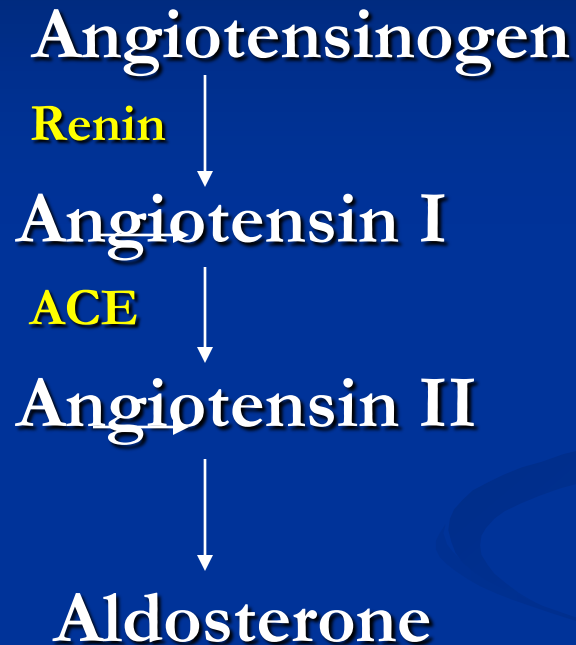 Angiotensinogen
Renin
Angiotensin I
ACE
Angiotensin II
Aldosterone